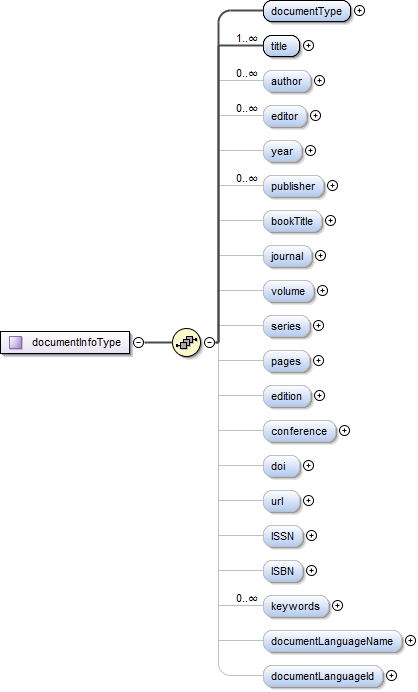 documentType
1..∞
title
0..∞
author
0..∞
editor
year
0..∞
publisher
bookTitle
journal
volume
documentInfoType
series
pages
edition
conference
doi
url
ISSN
ISBN
0..∞
keywords
documentLanguageName
documentLanguageId